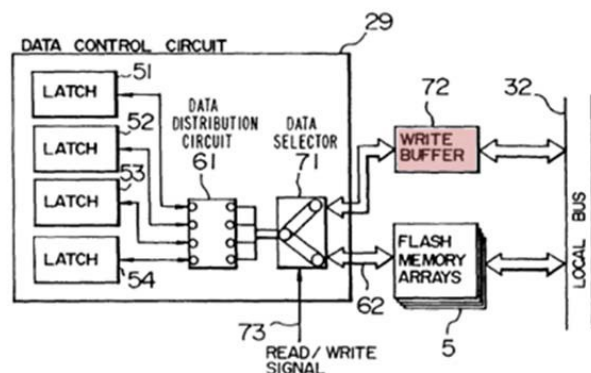 DATA CONTROL CIRCUIT
29
51
LATCH
52
LATCH
53
LATCH
54
LATCH
DATA
DISTRIBUTION
CIRCUIT
61
DATA
SELECTOR
71
72
WRITE
BUFFER
32
LOCAL BUS
FLASH
MEMORY
ARRAYS
5
62
73
READ/WRITE
SIGNAL